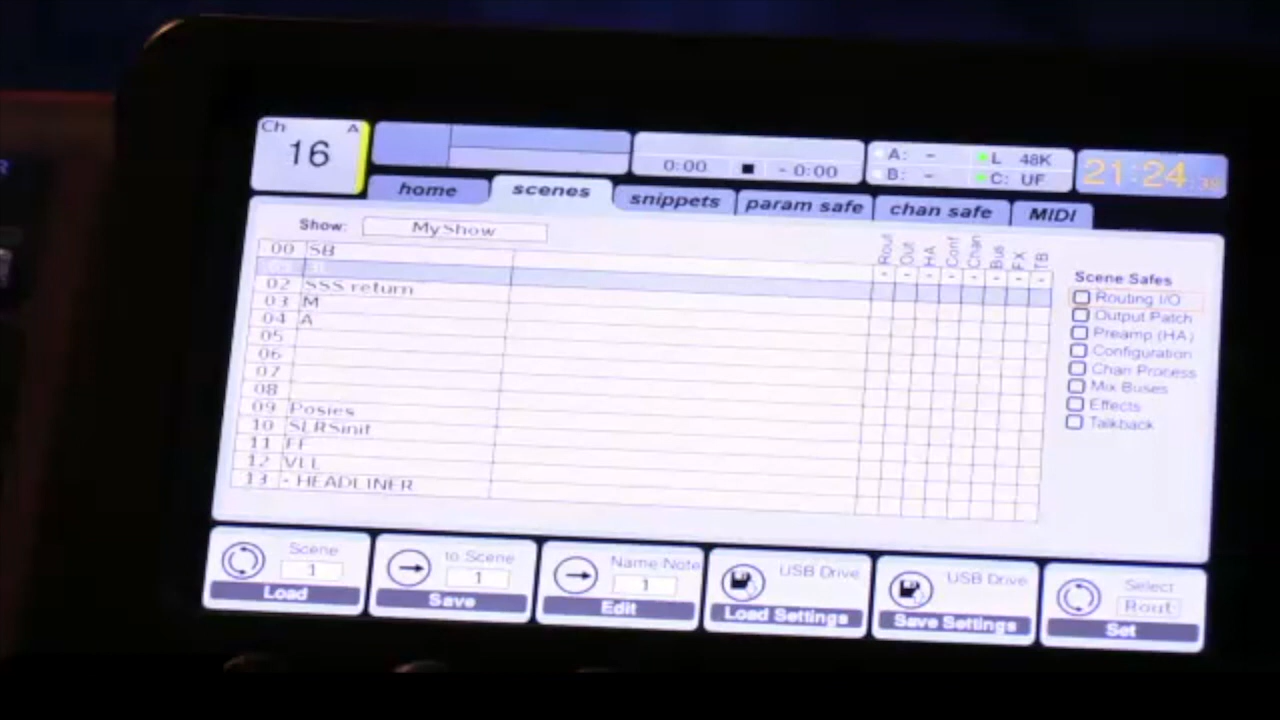 Ch A
16
0:00 - 0:00
A: - L 48K
B: - C: UF
21:24
home scenes snippets param safe chan safe MIDI
Show: MyShow
Rout Out HA Conf Chan Bus FX TB
00 SB
02 SSS return
03 M
04 A
05
06
07
08
09 Posies
10 SLRSinit
11 FF
12 VLL
13 - HEADLINER
Scene Safes
Routing I/O
Output Patch
Preamp (HA)
Configuration
Chan Process
Mix Buses
Effects
Talkback
Scene
1
Load
to Scene
1
Save
Name/Note
1
Edit
USB Drive
Load Settings
USB Drive
Save Settings
Select
Rout
Set